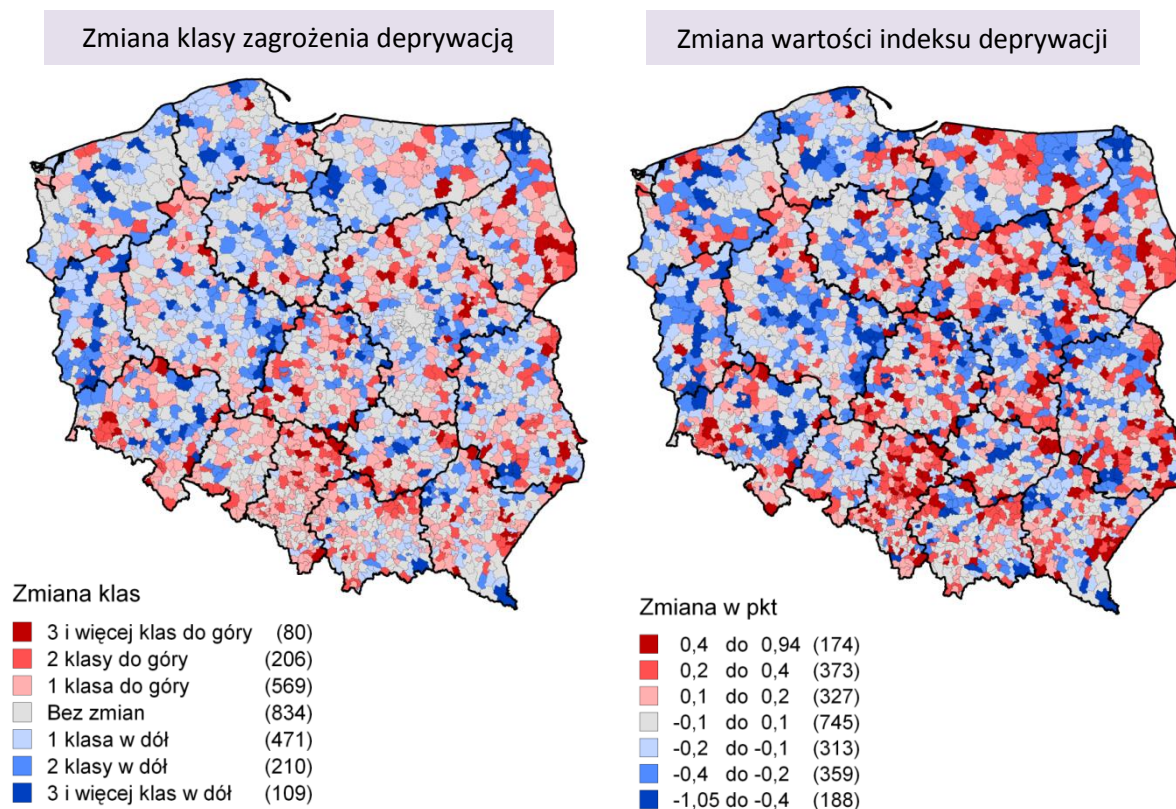 Zmiana klasy zagrożenia deprywacją
Zmiana wartości indeksu deprywacji
Zmiana klas
3 i więcej klas do góry (80)
2 klasy do góry (206)
1 klasa do góry (569)
Bez zmian (834)
1 klasa w dół (471)
2 klasy w dół (210)
3 i więcej klas w dół (109)
Zmiana w pkt
0,4 do 0,94 (174)
0,2 do 0,4 (373)
0,1 do 0,2 (327)
-0,1 do 0,1 (745)
-0,2 do -0,1 (313)
-0,4 do -0,2 (359)
-1,05 do -0,4 (188)